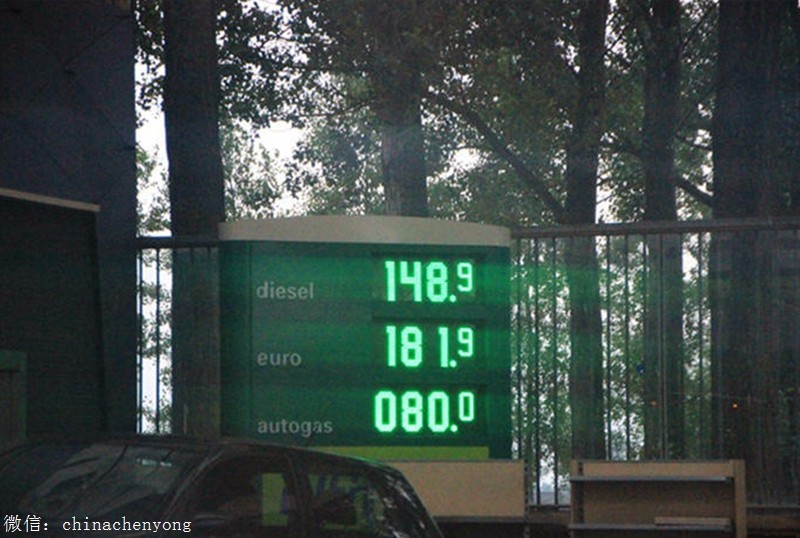 diesel 148.9
euro 181.9
autogas 080.0
微信：chinachenyong